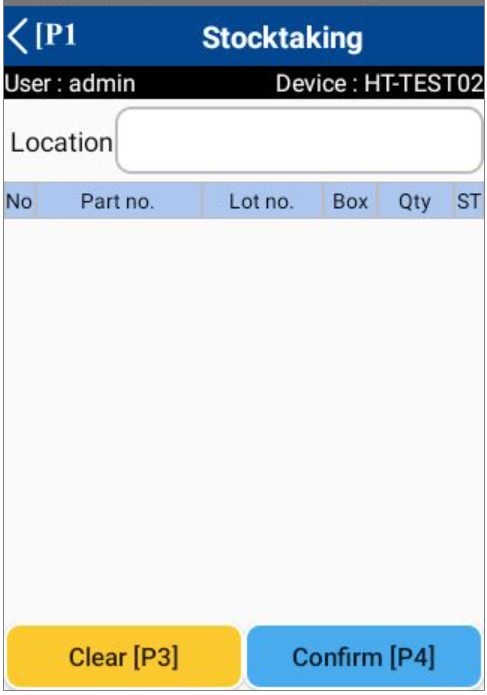 [P1 Stocktaking
User : admin Device : HT-TEST02
Location
No Part no. Lot no. Box Qty ST
Clear [P3] Confirm [P4]